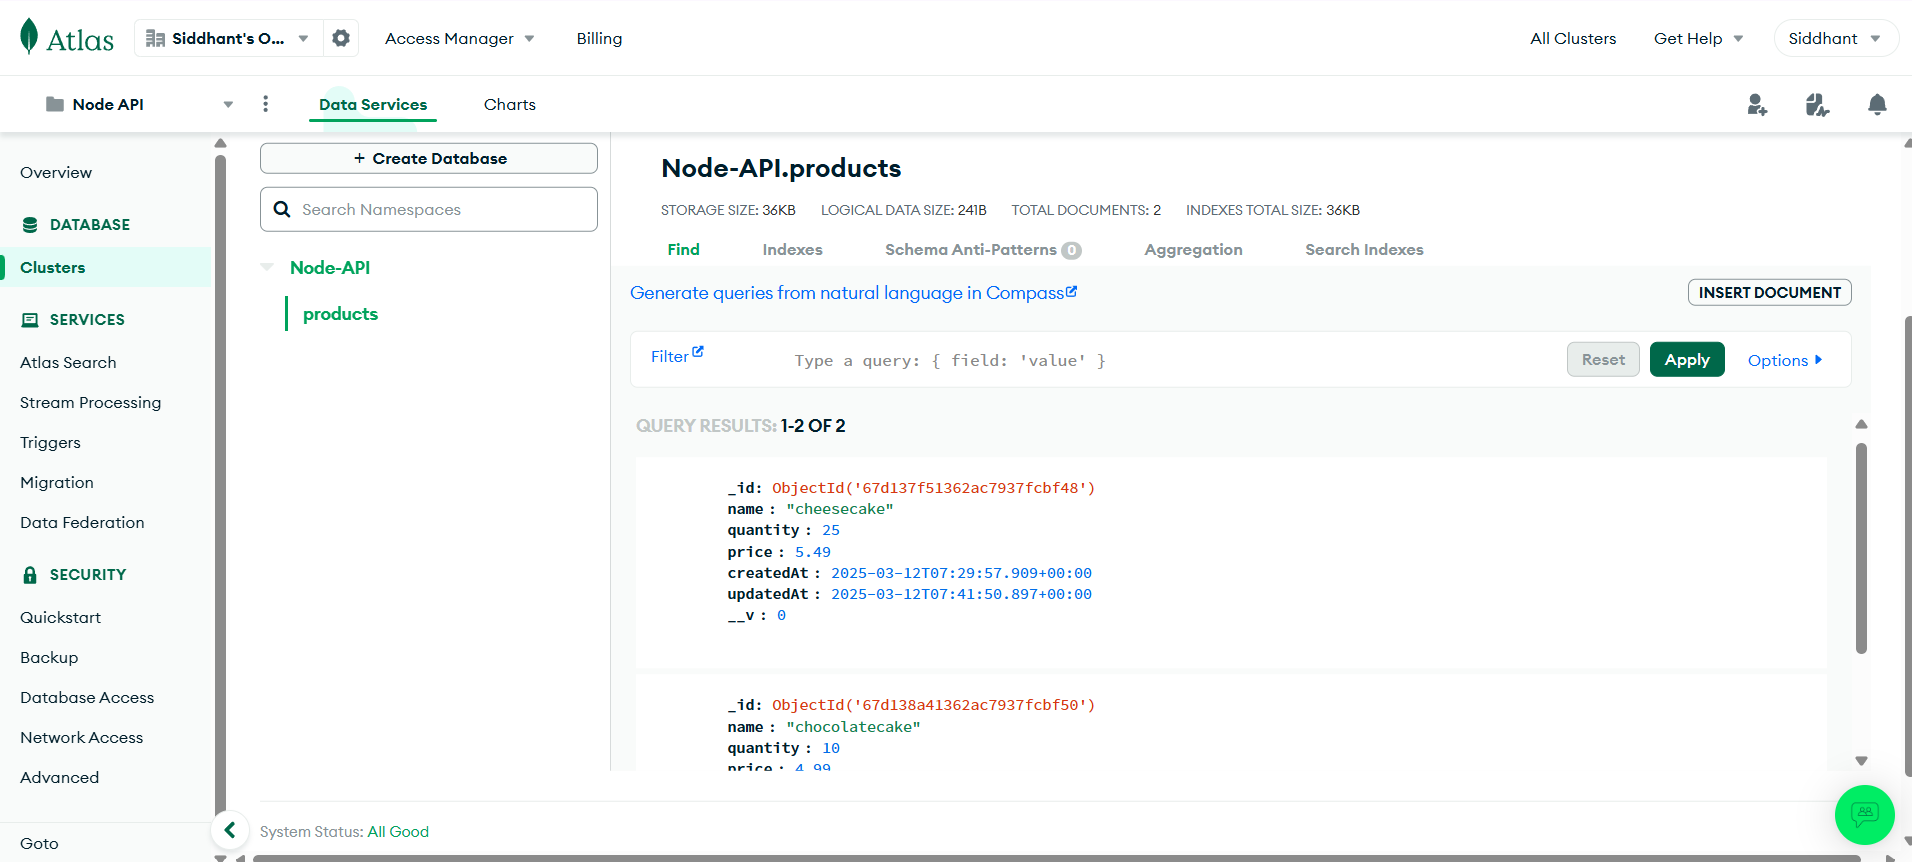 Atlas
Siddhant's O...
Access Manager
Billing
All Clusters
Get Help
Siddhant
Node API
Data Services
Charts
Overview
DATABASE
Clusters
SERVICES
Atlas Search
Stream Processing
Triggers
Migration
Data Federation
SECURITY
Quickstart
Backup
Database Access
Network Access
Advanced
Goto
+ Create Database
Search Namespaces
Node-API
products
Node-API.products
STORAGE SIZE: 36KB LOGICAL DATA SIZE: 241B TOTAL DOCUMENTS: 2 INDEXES TOTAL SIZE: 36KB
Find Indexes Schema Anti-Patterns 0 Aggregation Search Indexes
Generate queries from natural language in Compass
INSERT DOCUMENT
Filter
Type a query: { field: 'value' }
Reset
Apply
Options
QUERY RESULTS: 1-2 OF 2
_id: ObjectId('67d137f51362ac7937fcbf48')
name : "cheesecake"
quantity : 25
price : 5.49
createdAt : 2025-03-12T07:29:57.909+00:00
updatedAt : 2025-03-12T07:41:50.897+00:00
__v : 0
_id: ObjectId('67d138a41362ac7937fcbf50')
name : "chocolatecake"
quantity : 10
price : 4.99
System Status: All Good